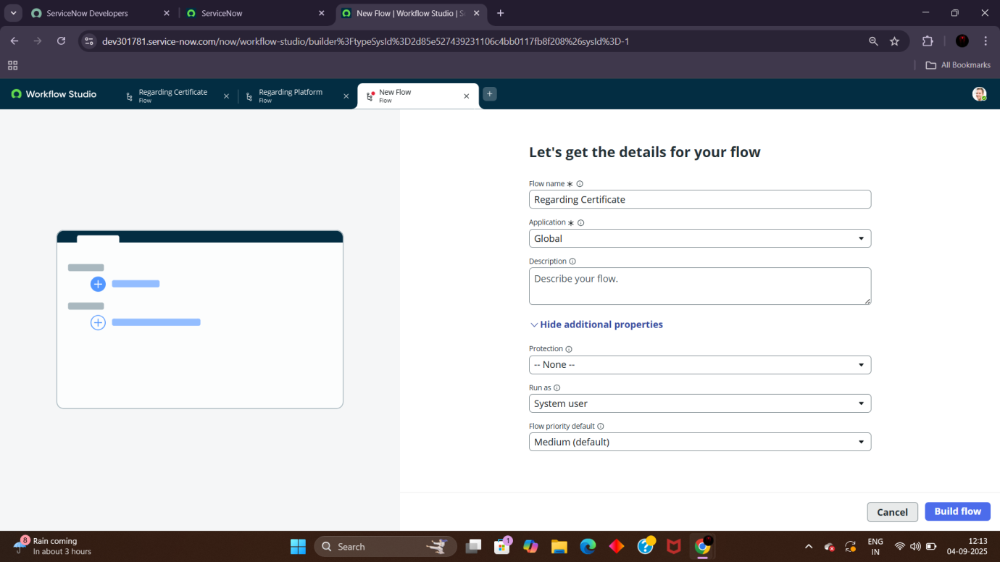 ServiceNow Developers
ServiceNow
New Flow | Workflow Studio | S
dev301781.service-now.com/now/workflow-studio/builder%3FtypeSysId%3D2d85e527439231106c4bb0117fb8f208%26sysId%3D-1
All Bookmarks
Workflow Studio
Regarding Certificate
Flow
Regarding Platform
Flow
New Flow
Flow
Let's get the details for your flow
Flow name *
Regarding Certificate
Application *
Global
Description
Describe your flow.
Hide additional properties
Protection
-- None --
Run as
System user
Flow priority default
Medium (default)
Cancel
Build flow
8
Rain coming
In about 3 hours
Search
1
ENG
IN
12:13
04-09-2025